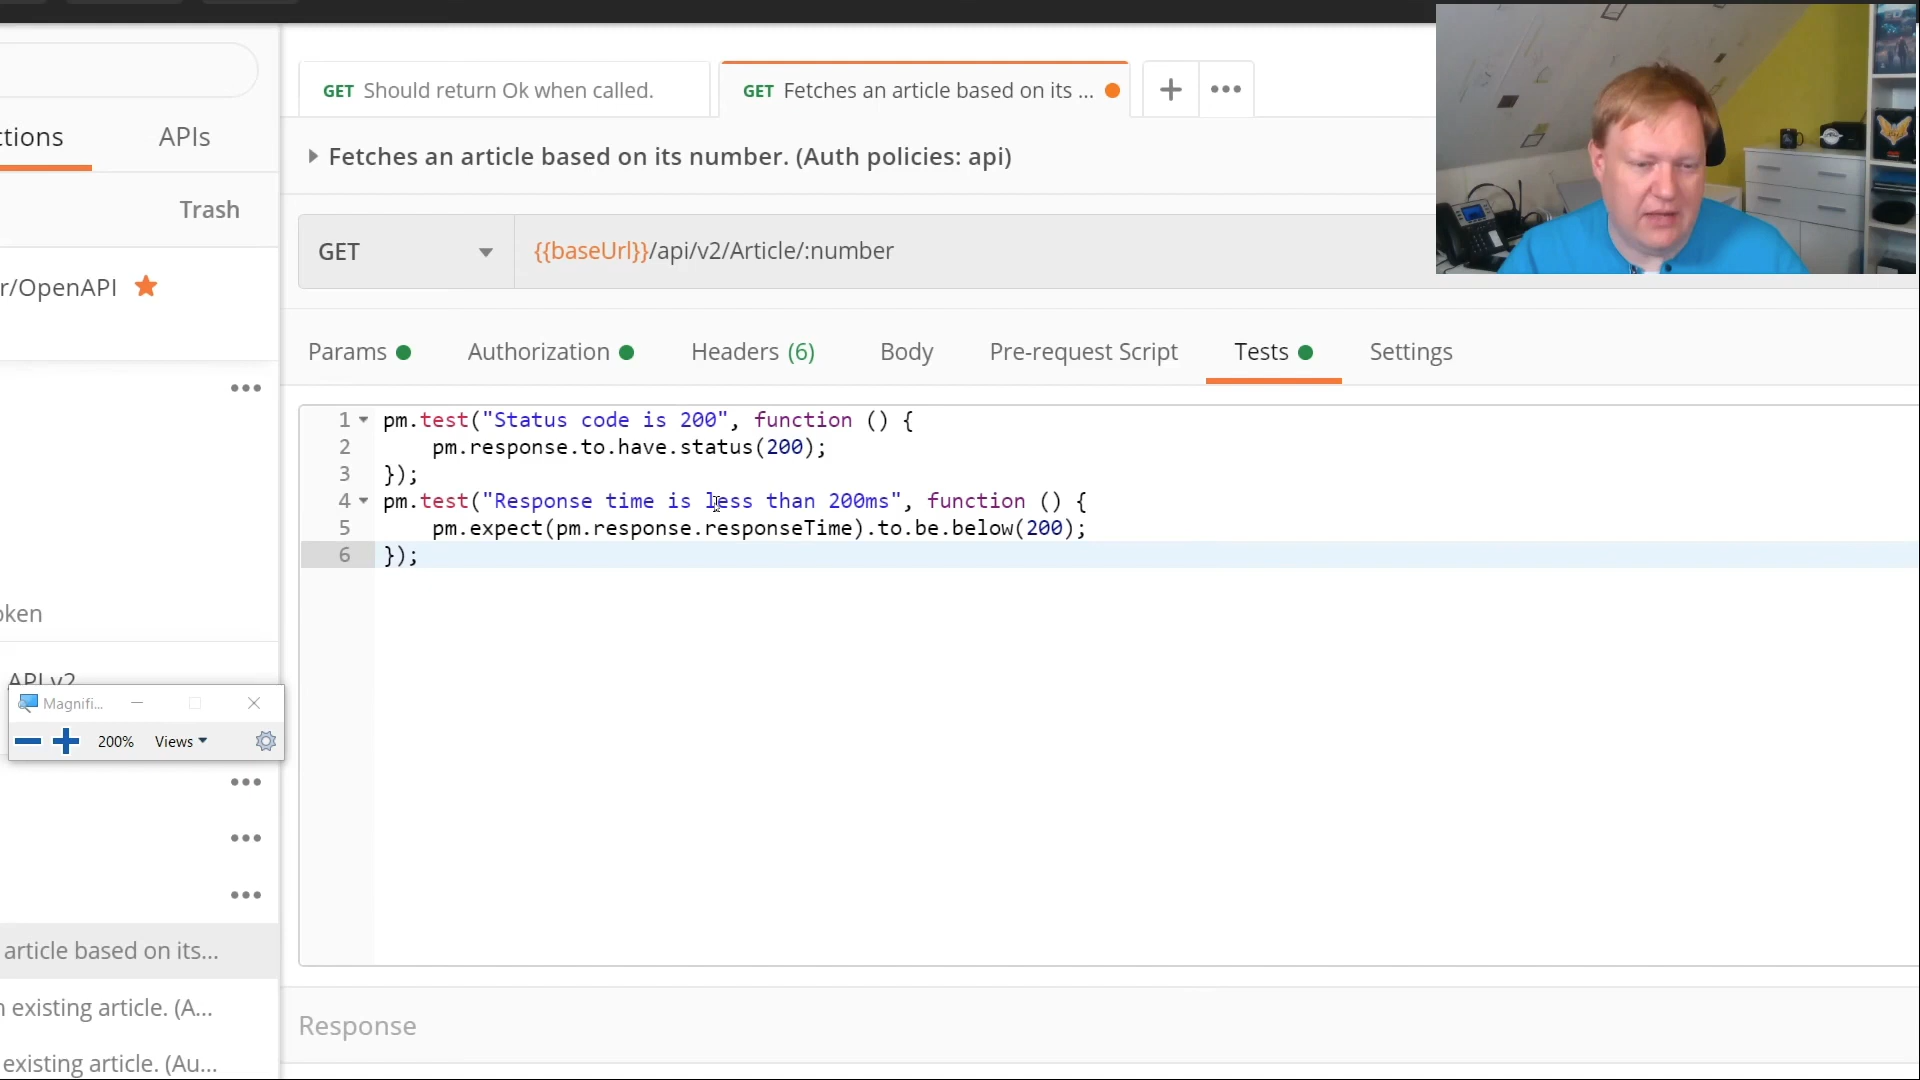 GET Should return Ok when called.
GET Fetches an article based on its ...
ctions
APIs
Fetches an article based on its number. (Auth policies: api)
Trash
GET
{{baseUrl}}/api/v2/Article/:number
r/OpenAPI
Params
Authorization
Headers (6)
Body
Pre-request Script
Tests
Settings
1 pm.test("Status code is 200", function () {
2 pm.response.to.have.status(200);
3 });
4 pm.test("Response time is less than 200ms", function () {
5 pm.expect(pm.response.responseTime).to.be.below(200);
6 });
oken
API v2
Magnifi...
200%
Views
article based on its...
n existing article. (A...
existing article. (Au...
Response